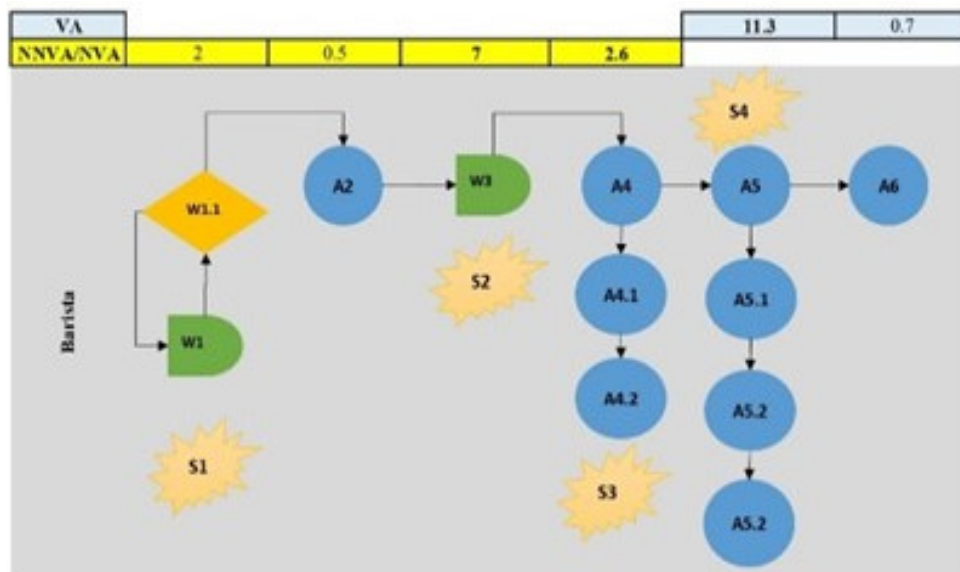 VA 11.3 0.7
NNVA/NVA 2 0.5 7 2.6
S4
A2 W3 A4 A5 A6
W1.1
S2 A4.1 A5.1
Barista
W1
A4.2 A5.2
S1
S3
A5.2